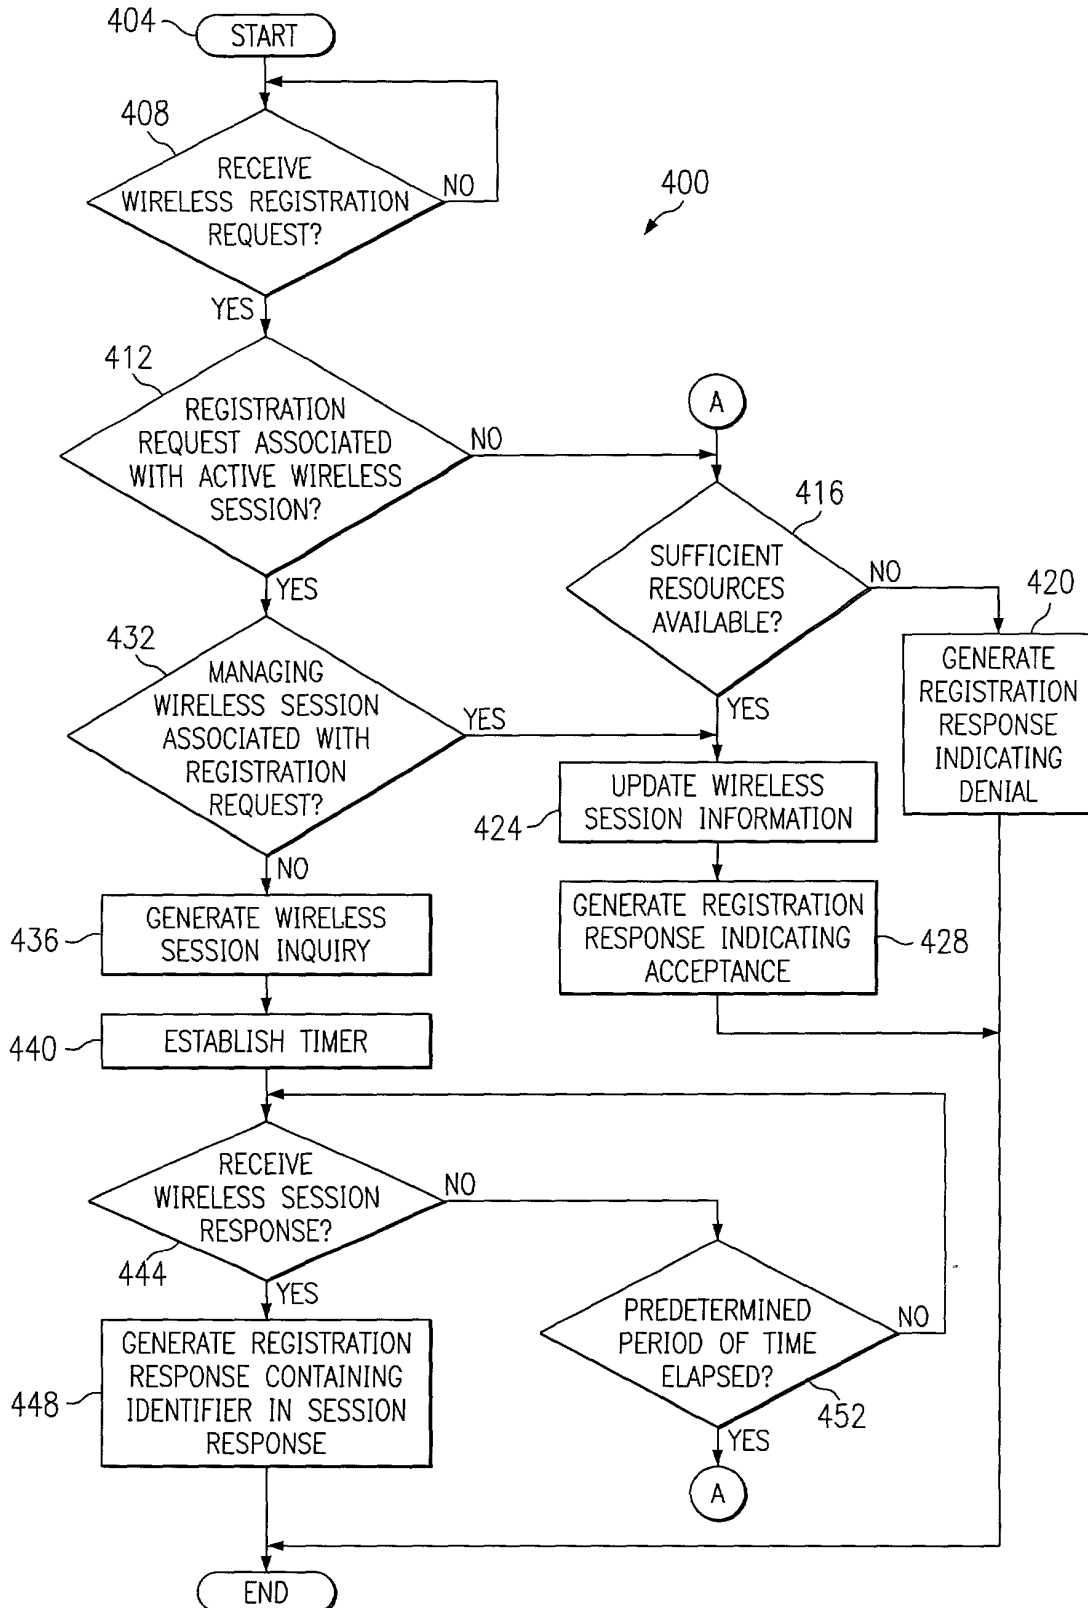 404
START
408
RECEIVE
WIRELESS REGISTRATION
REQUEST?
NO
400
YES
412
REGISTRATION
REQUEST ASSOCIATED
WITH ACTIVE WIRELESS
SESSION?
NO
A
416
SUFFICIENT
RESOURCES
AVAILABLE?
NO
420
GENERATE
REGISTRATION
RESPONSE
INDICATING
DENIAL
YES
432
MANAGING
WIRELESS SESSION
ASSOCIATED WITH
REGISTRATION
REQUEST?
YES
YES
424
UPDATE WIRELESS
SESSION INFORMATION
GENERATE REGISTRATION
RESPONSE INDICATING
ACCEPTANCE
428
NO
436
GENERATE WIRELESS
SESSION INQUIRY
440
ESTABLISH TIMER
RECEIVE
WIRELESS SESSION
RESPONSE?
NO
444
YES
PREDETERMINED
PERIOD OF TIME
ELAPSED?
NO
452
YES
A
448
GENERATE REGISTRATION
RESPONSE CONTAINING
IDENTIFIER IN SESSION
RESPONSE
END